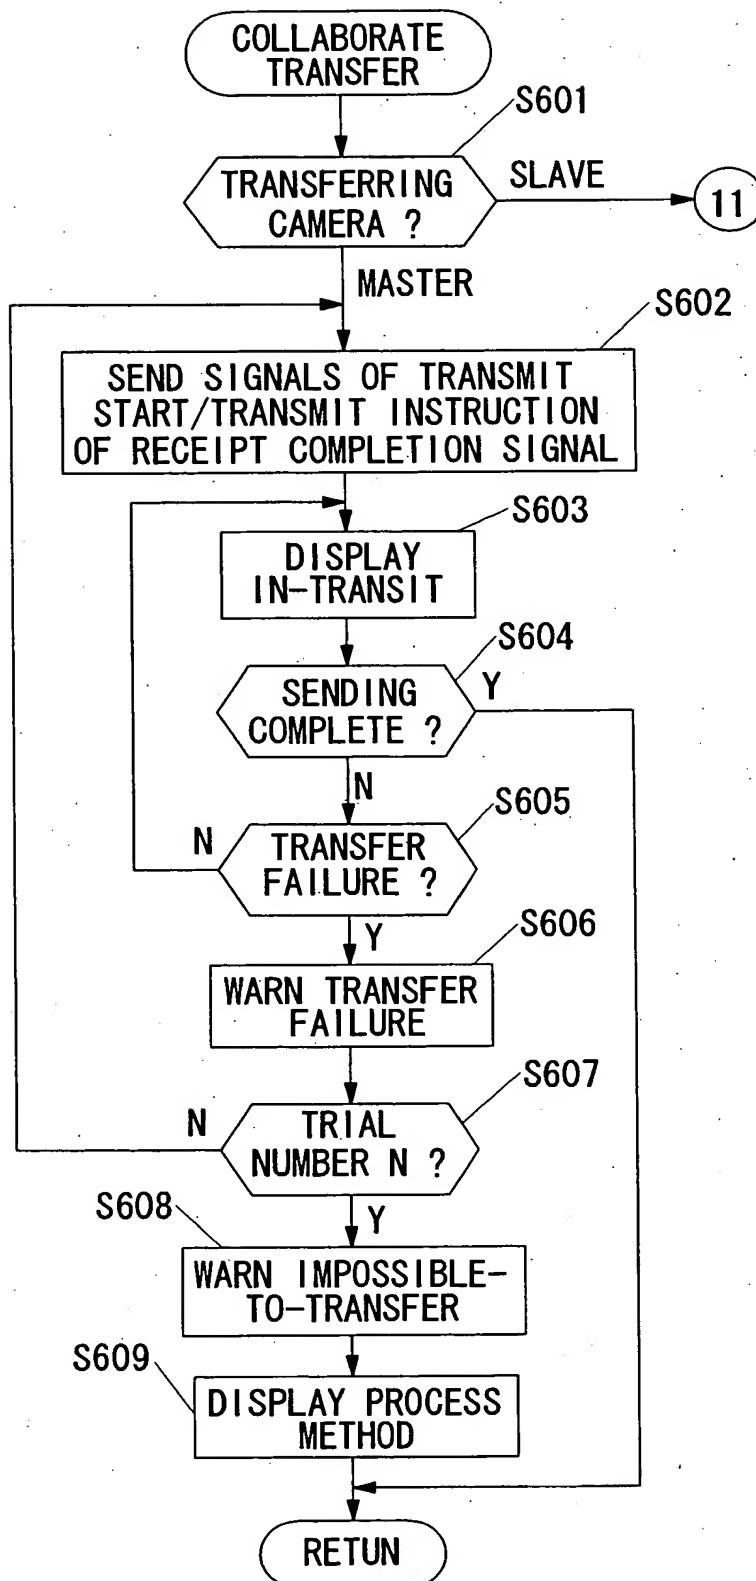 COLLABORATE
TRANSFER
S601
TRANSFERRING
CAMERA ?
SLAVE
11
MASTER
S602
SEND SIGNALS OF TRANSMIT
START/TRANSMIT INSTRUCTION
OF RECEIPT COMPLETION SIGNAL
S603
DISPLAY
IN-TRANSIT
S604
SENDING
COMPLETE ?
Y
N
S605
N
TRANSFER
FAILURE ?
Y
S606
WARN TRANSFER
FAILURE
S607
N
TRIAL
NUMBER N ?
Y
S608
WARN IMPOSSIBLE-
TO-TRANSFER
S609
DISPLAY PROCESS
METHOD
RETUN